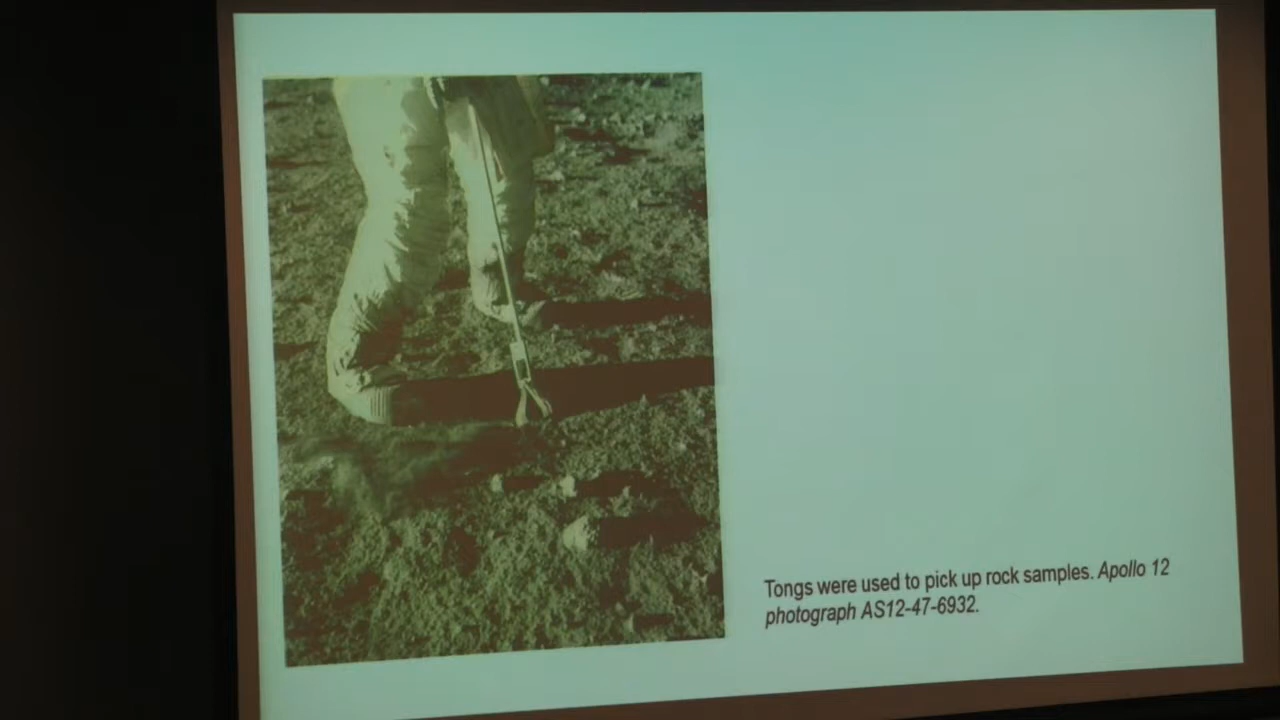 Tongs were used to pick up rock samples. Apollo 12
photograph AS12-47-6932.